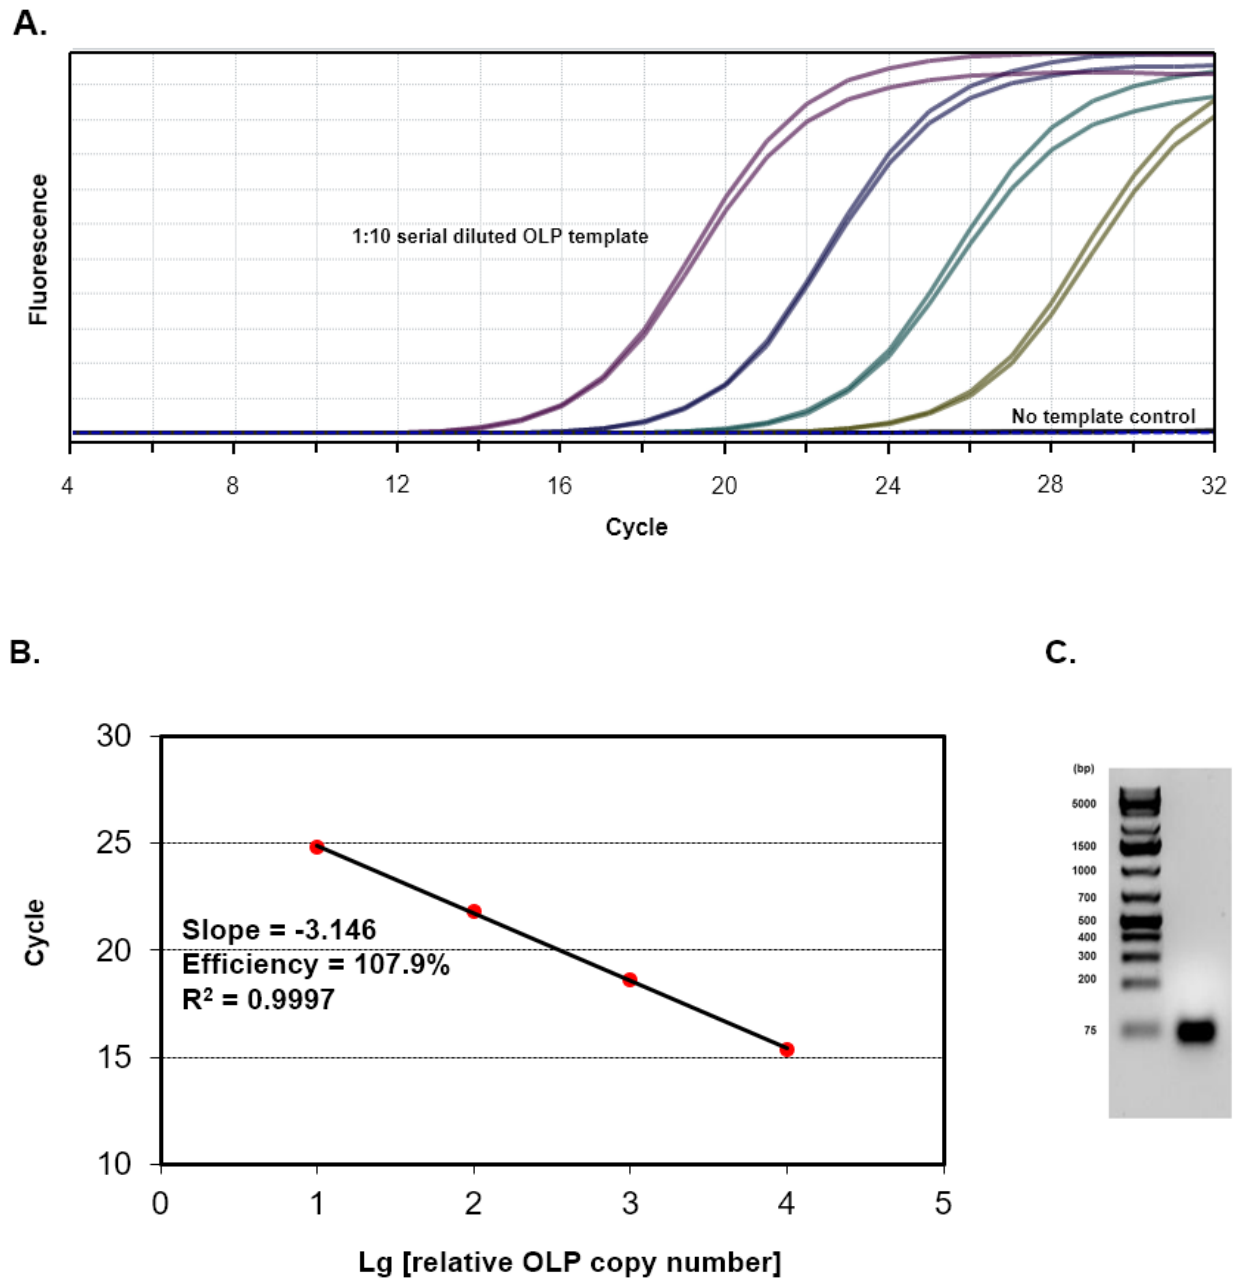 A.
Fluorescence
1:10 serial diluted OLP template
No template control
4 8 12 16 20 24 28 32
Cycle
B.
30
25
20
15
10
Cycle
Slope = -3.146
Efficiency = 107.9%
R² = 0.9997
0 1 2 3 4 5
Lg [relative OLP copy number]
C.
(bp)
5000
1500
1000
700
500
400
300
200
75